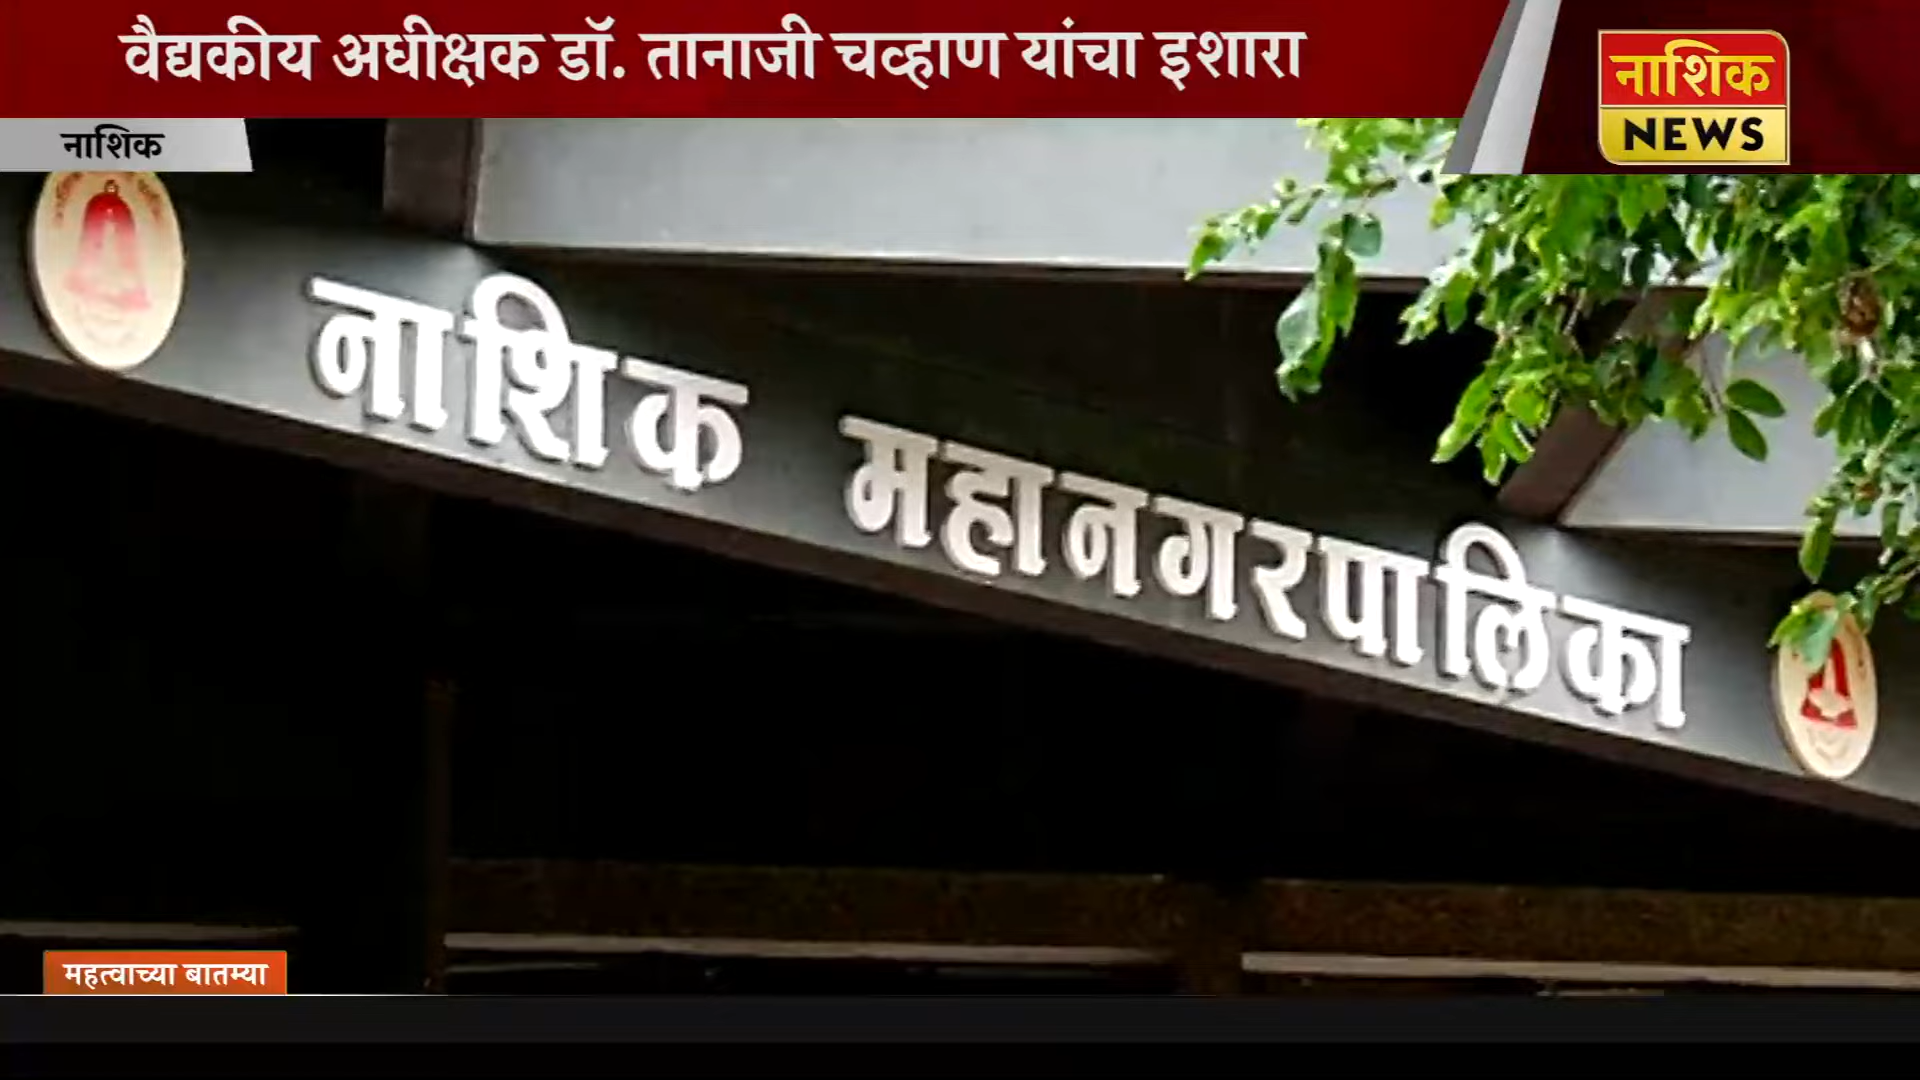 वैद्यकीय अधीक्षक डॉ. तानाजी चव्हाण यांचा इशारा
नाशिक
NEWS
नाशिक
नाशिक महानगरपालिका
महत्वाच्या बातम्या